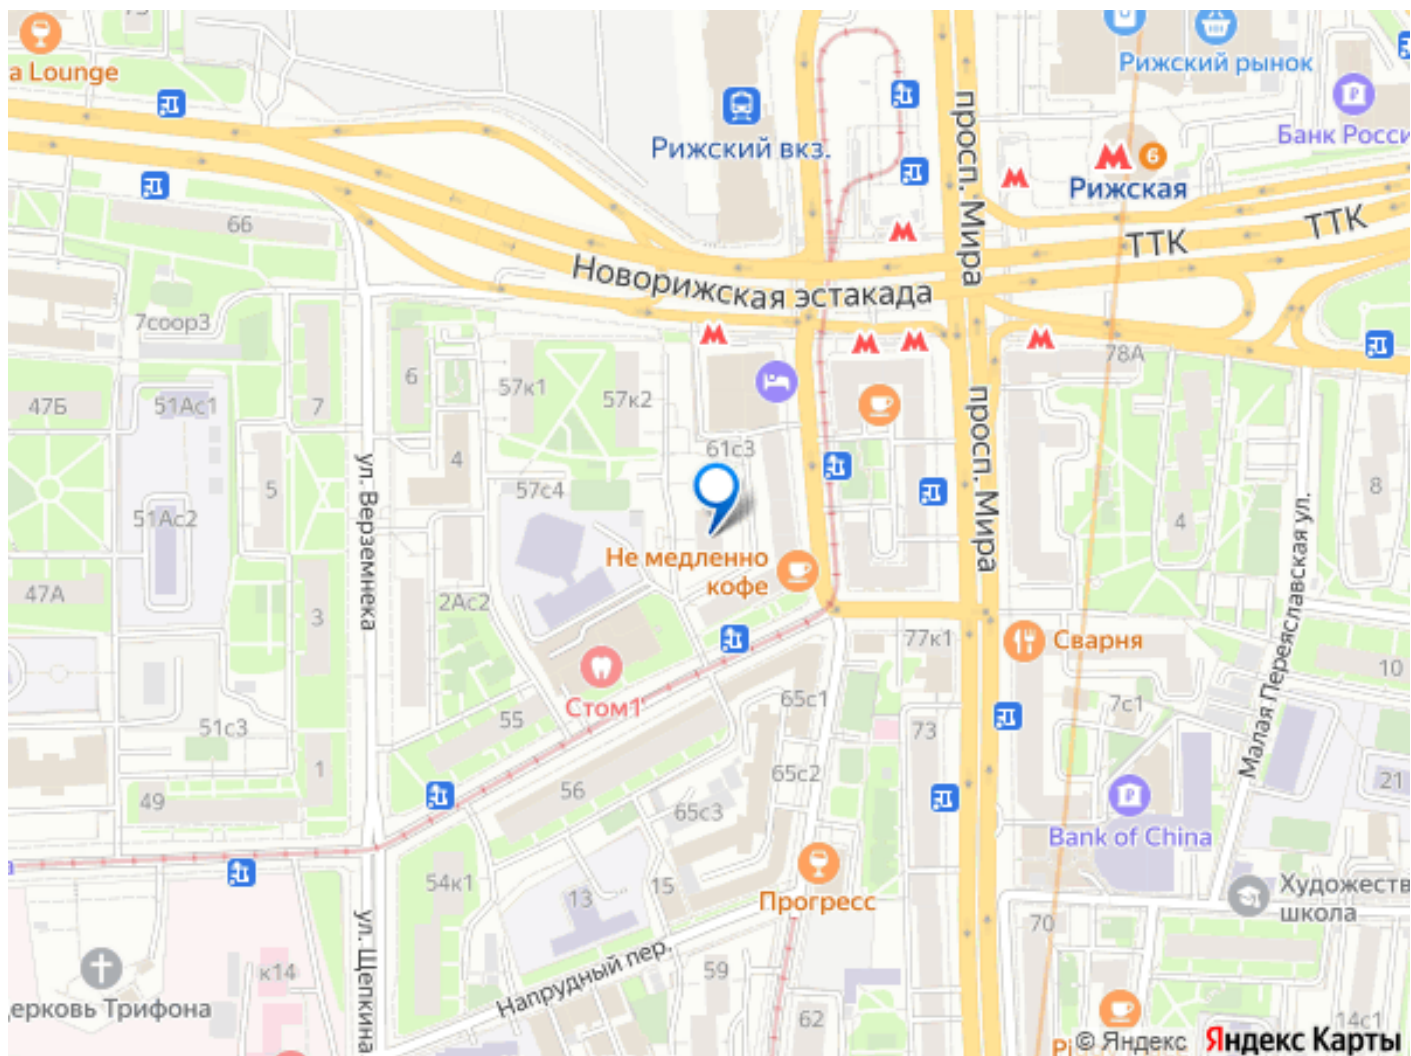 a Lounge
Рижский рынок
Банк Росси
Рижский вкз.
просп. Мира
6
Рижская
66
ТТК
ТТК
Новорижская эстакада
7соор3
78А
6
57к1
57к2
47Б
51Ас1
7
просп. Мира
61с3
4
ул. Верземнека
5
57с4
8
51Ас2
4
Малая Переяславская ул.
Не медленно
кофе
47А
2Ас2
3
77к1
Сварня
10
Стом1
65с1
7с1
55
73
51с3
1
65с2
21
56
49
65с3
Bank of China
54к1
15
13
Прогресс
Художеств
школа
70
ул. Щепкина
к14
Напрудный пер.
59
ерковь Трифона
62
14с1
Pi
© Яндекс Яндекс Карты